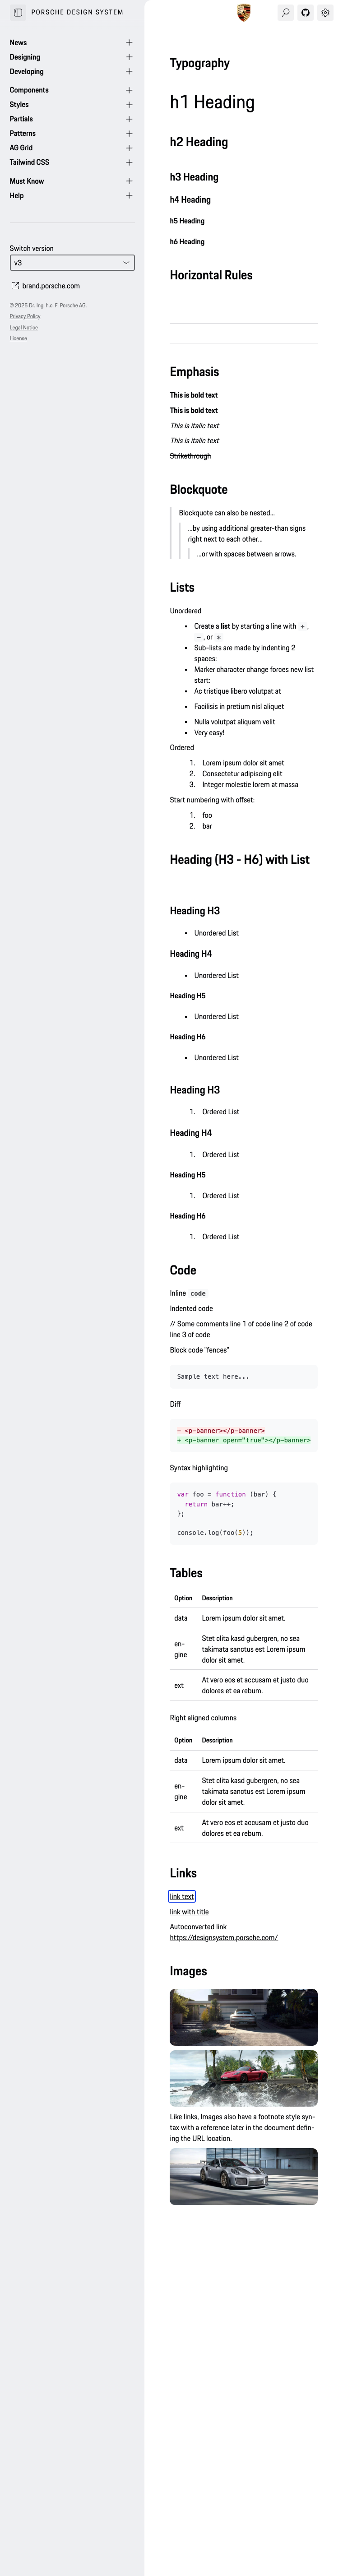 PORSCHE DESIGN SYSTEM
News
Designing
Developing
Components
Styles
Partials
Patterns
AG Grid
Tailwind CSS
Must Know
Help
Switch version
v3
brand.porsche.com
© 2025 Dr. Ing. h.c. F. Porsche AG.
Privacy Policy
Legal Notice
License
Typography
h1 Heading
h2 Heading
h3 Heading
h4 Heading
h5 Heading
h6 Heading
Horizontal Rules
Emphasis
This is bold text
This is bold text
This is italic text
This is italic text
Strikethrough
Blockquote
Blockquote can also be nested...
...by using additional greater-than signs
right next to each other...
...or with spaces between arrows.
Lists
Unordered
• Create a list by starting a line with + ,
- , or *
• Sub-lists are made by indenting 2
spaces:
• Marker character change forces new list
start:
• Ac tristique libero volutpat at
• Facilisis in pretium nisl aliquet
• Nulla volutpat aliquam velit
• Very easy!
Ordered
1. Lorem ipsum dolor sit amet
2. Consectetur adipiscing elit
3. Integer molestie lorem at massa
Start numbering with offset:
1. foo
2. bar
Heading (H3 - H6) with List
Heading H3
• Unordered List
Heading H4
• Unordered List
Heading H5
• Unordered List
Heading H6
• Unordered List
Heading H3
1. Ordered List
Heading H4
1. Ordered List
Heading H5
1. Ordered List
Heading H6
1. Ordered List
Code
Inline code
Indented code
// Some comments line 1 of code line 2 of code
line 3 of code
Block code "fences"
Sample text here...
Diff
- <p-banner></p-banner>
+ <p-banner open="true"></p-banner>
Syntax highlighting
var foo = function (bar) {
return bar++;
};
console.log(foo(5));
Tables
Option Description
data Lorem ipsum dolor sit amet.
en-
gine
Stet clita kasd gubergren, no sea
takimata sanctus est Lorem ipsum
dolor sit amet.
ext
At vero eos et accusam et justo duo
dolores et ea rebum.
Right aligned columns
Option Description
data Lorem ipsum dolor sit amet.
en-
gine
Stet clita kasd gubergren, no sea
takimata sanctus est Lorem ipsum
dolor sit amet.
ext
At vero eos et accusam et justo duo
dolores et ea rebum.
Links
link text
link with title
Autoconverted link
https://designsystem.porsche.com/
Images
Like links, Images also have a footnote style syn-
tax with a reference later in the document defin-
ing the URL location.